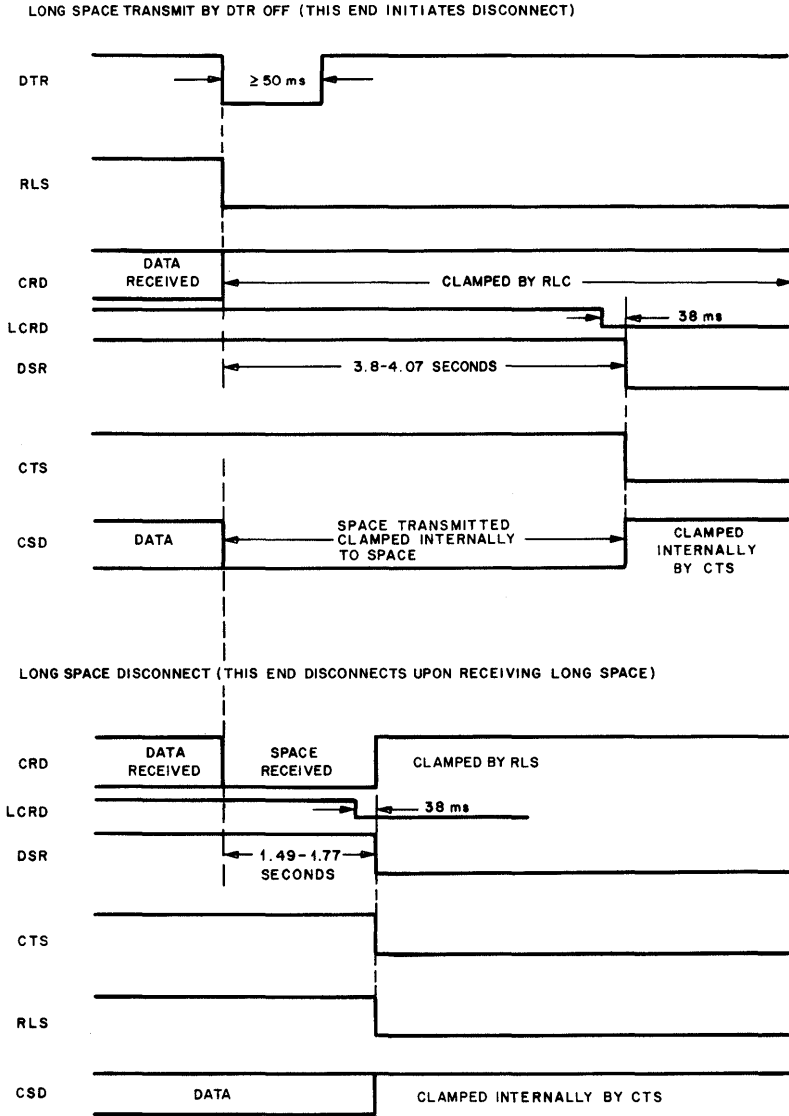 LONG SPACE TRANSMIT BY DTR OFF (THIS END INITIATES DISCONNECT)
DTR
≥50 ms
RLS
CRD
DATA
RECEIVED
CLAMPED BY RLC
LCRD
38 ms
DSR
3.8-4.07 SECONDS
CTS
CSD
DATA
SPACE TRANSMITTED
CLAMPED INTERNALLY
TO SPACE
CLAMPED
INTERNALLY
BY CTS
LONG SPACE DISCONNECT (THIS END DISCONNECTS UPON RECEIVING LONG SPACE)
CRD
DATA
RECEIVED
SPACE
RECEIVED
CLAMPED BY RLS
LCRD
38 ms
DSR
1.49-1.77
SECONDS
CTS
RLS
CSD
DATA
CLAMPED INTERNALLY BY CTS